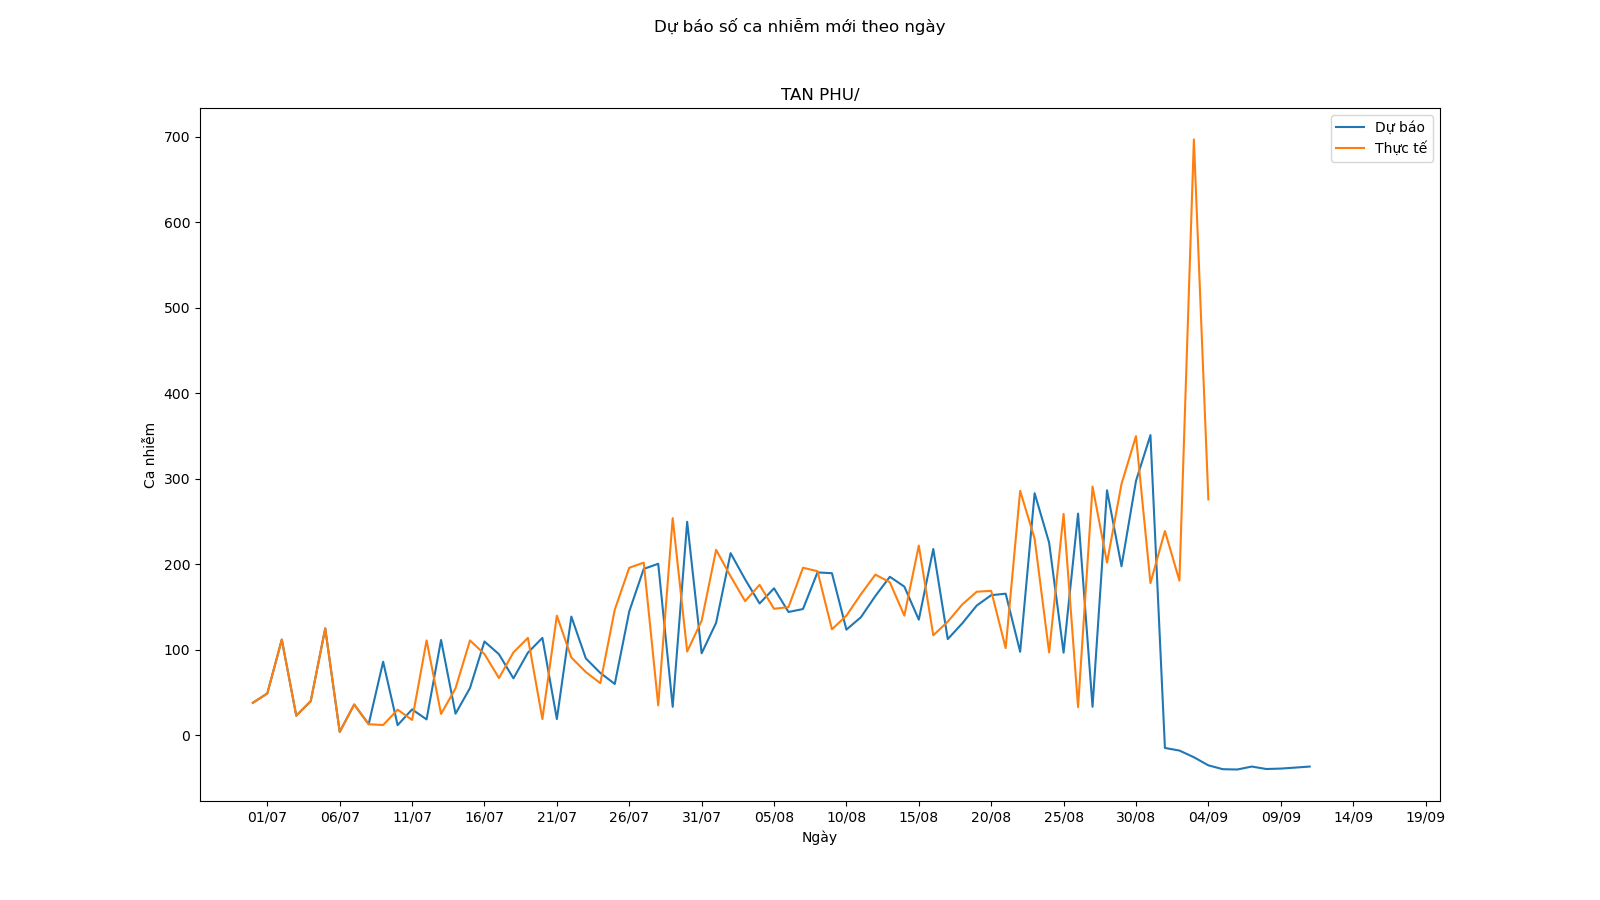 Dự báo số ca nhiễm mới theo ngày
TAN PHU/
Dự báo
Thực tế
700
600
500
400
300
200
100
0
Ca nhiễm
01/07 06/07 11/07 16/07 21/07 26/07 31/07 05/08 10/08 15/08 20/08 25/08 30/08 04/09 09/09 14/09 19/09
Ngày